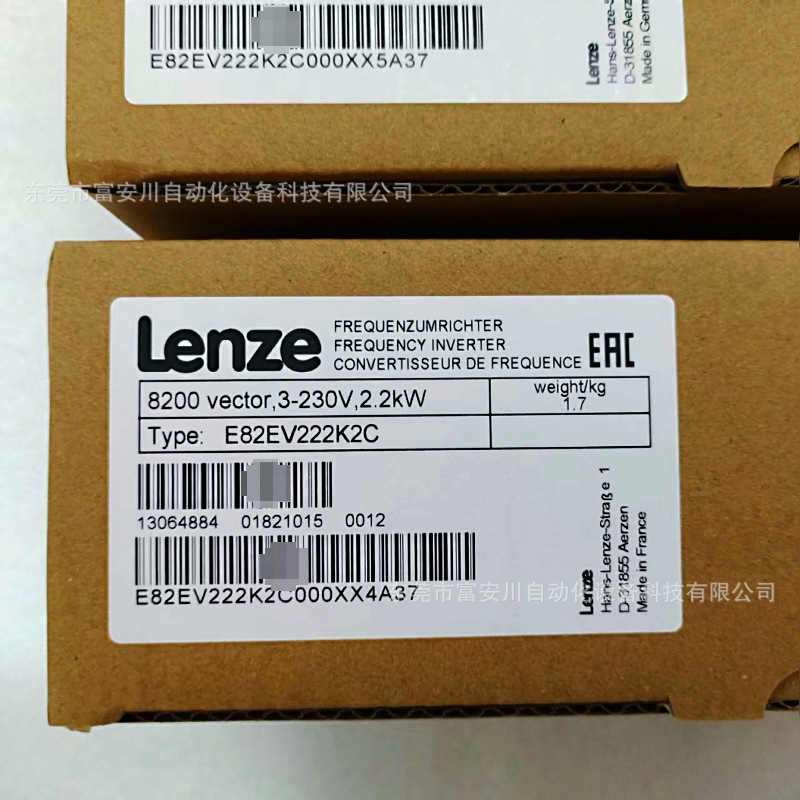 E82EV222K2C000XX5A37
Lenze
Hans-Lenze-S
D-31855 Aerzen
Made in Germ
东莞市富安川自动化设备科技有限公司
Lenze
FREQUENZUMRICHTER
FREQUENCY INVERTER
CONVERTISSEUR DE FREQUENCE
EAC
8200 vector,3-230V,2.2kW
weight/kg
1.7
Type: E82EV222K2C
13064884 01821015 0012
E82EV222K2C000XX4A37
Lenze
Hans-Lenze-Straße 1
D-31855 Aerzen
Made in France
东莞市富安川自动化设备科技有限公司